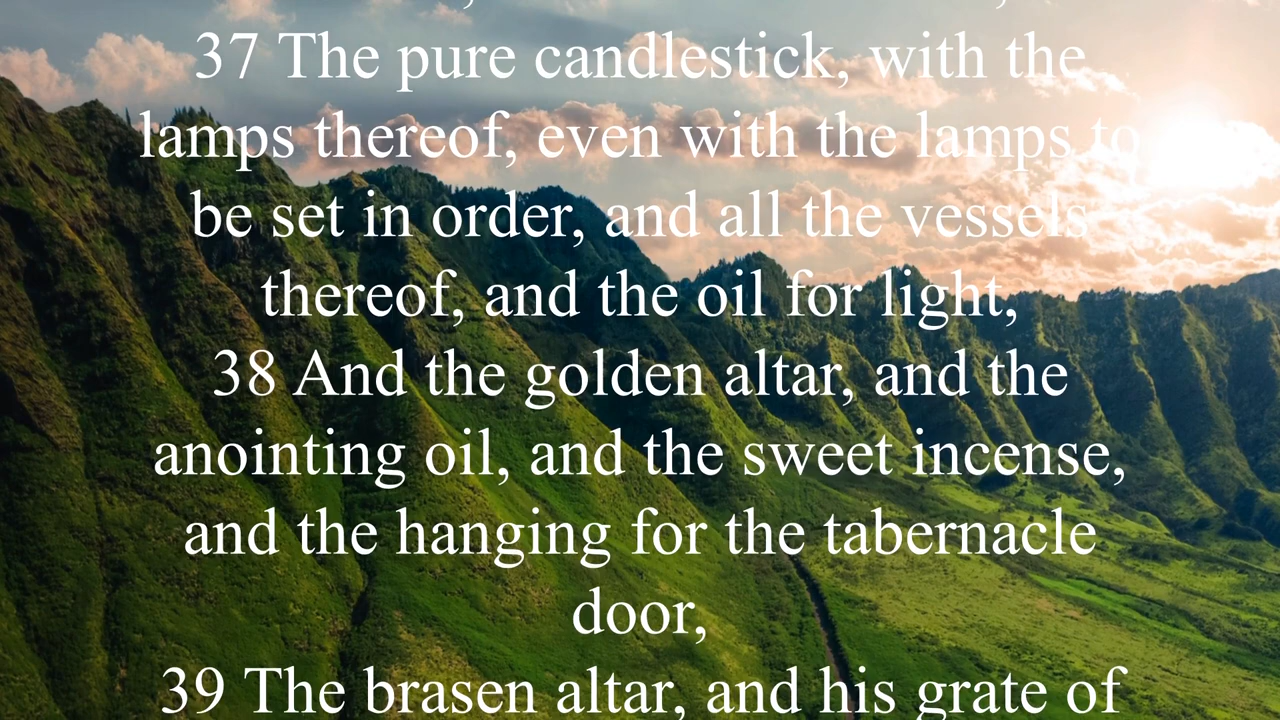 37 The pure candlestick, with the
lamps thereof, even with the lamps to
be set in order, and all the vessels
thereof, and the oil for light,
38 And the golden altar, and the
anointing oil, and the sweet incense,
and the hanging for the tabernacle
door,
39 The brasen altar, and his grate of